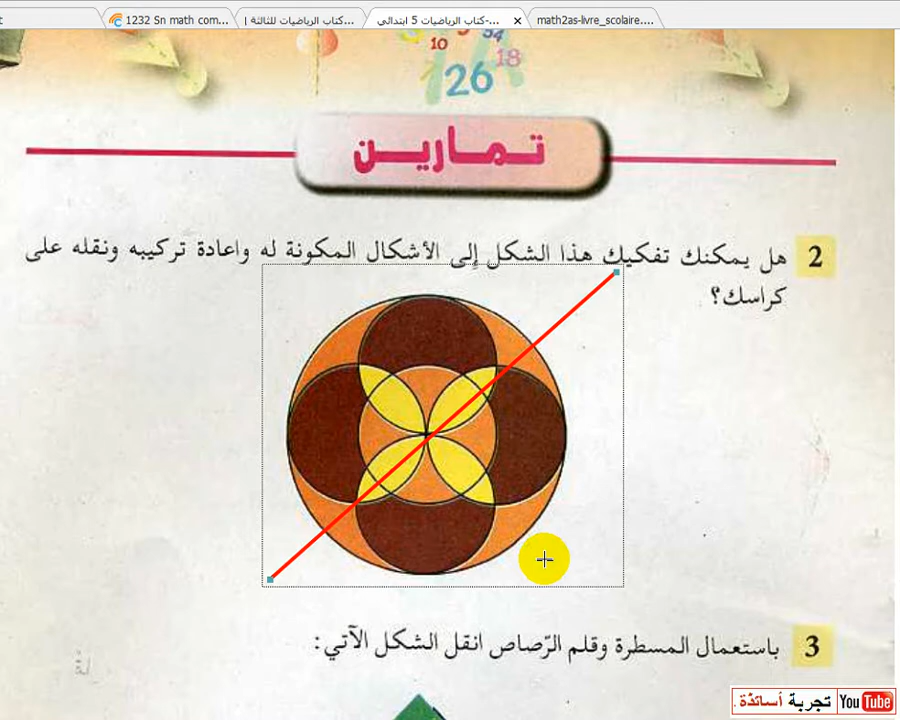 1232 Sn math com...
كتاب الرياضيات للثالثة |...
كتاب الرياضيات 5 ابتدائي-...
math2as-livre_scolaire....
10
18
26
تمارين
2 هل يمكنك تفكيك هذا الشكل إلى الأشكال المكونة له واعادة تركيبه ونقله على
كراسك؟
3 باستعمال المسطرة وقلم الرّصاص انقل الشكل الآتي:
تجربة أساتذة. YouTube